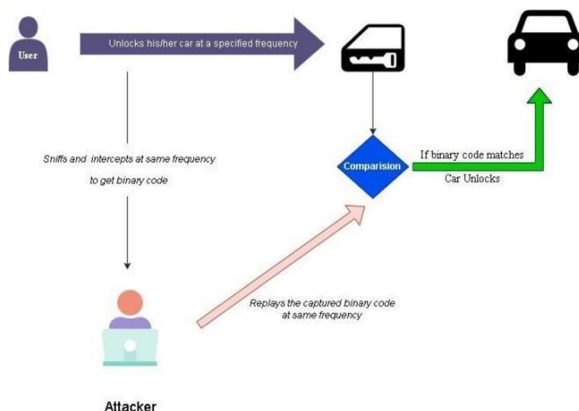 User
Unlocks his/her car at a specified frequency
Sniffs and intercepts at same frequency
to get binary code
Comparision
If binary code matches
Car Unlocks
Replays the captured binary code
at same frequency
Attacker